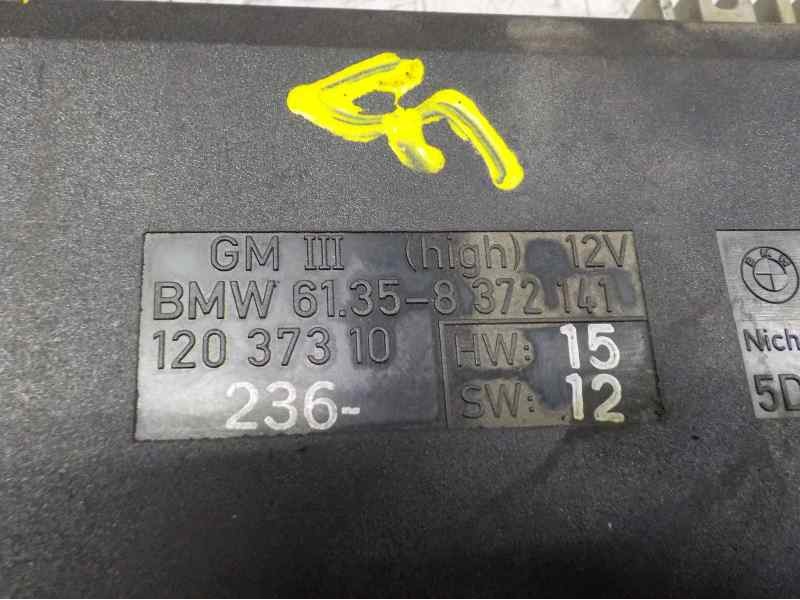 GM III (high) 12V
BMW 61.35-8 372 141
120 373 10
HW: 15
236-
SW: 12
BMW
Nich
5D